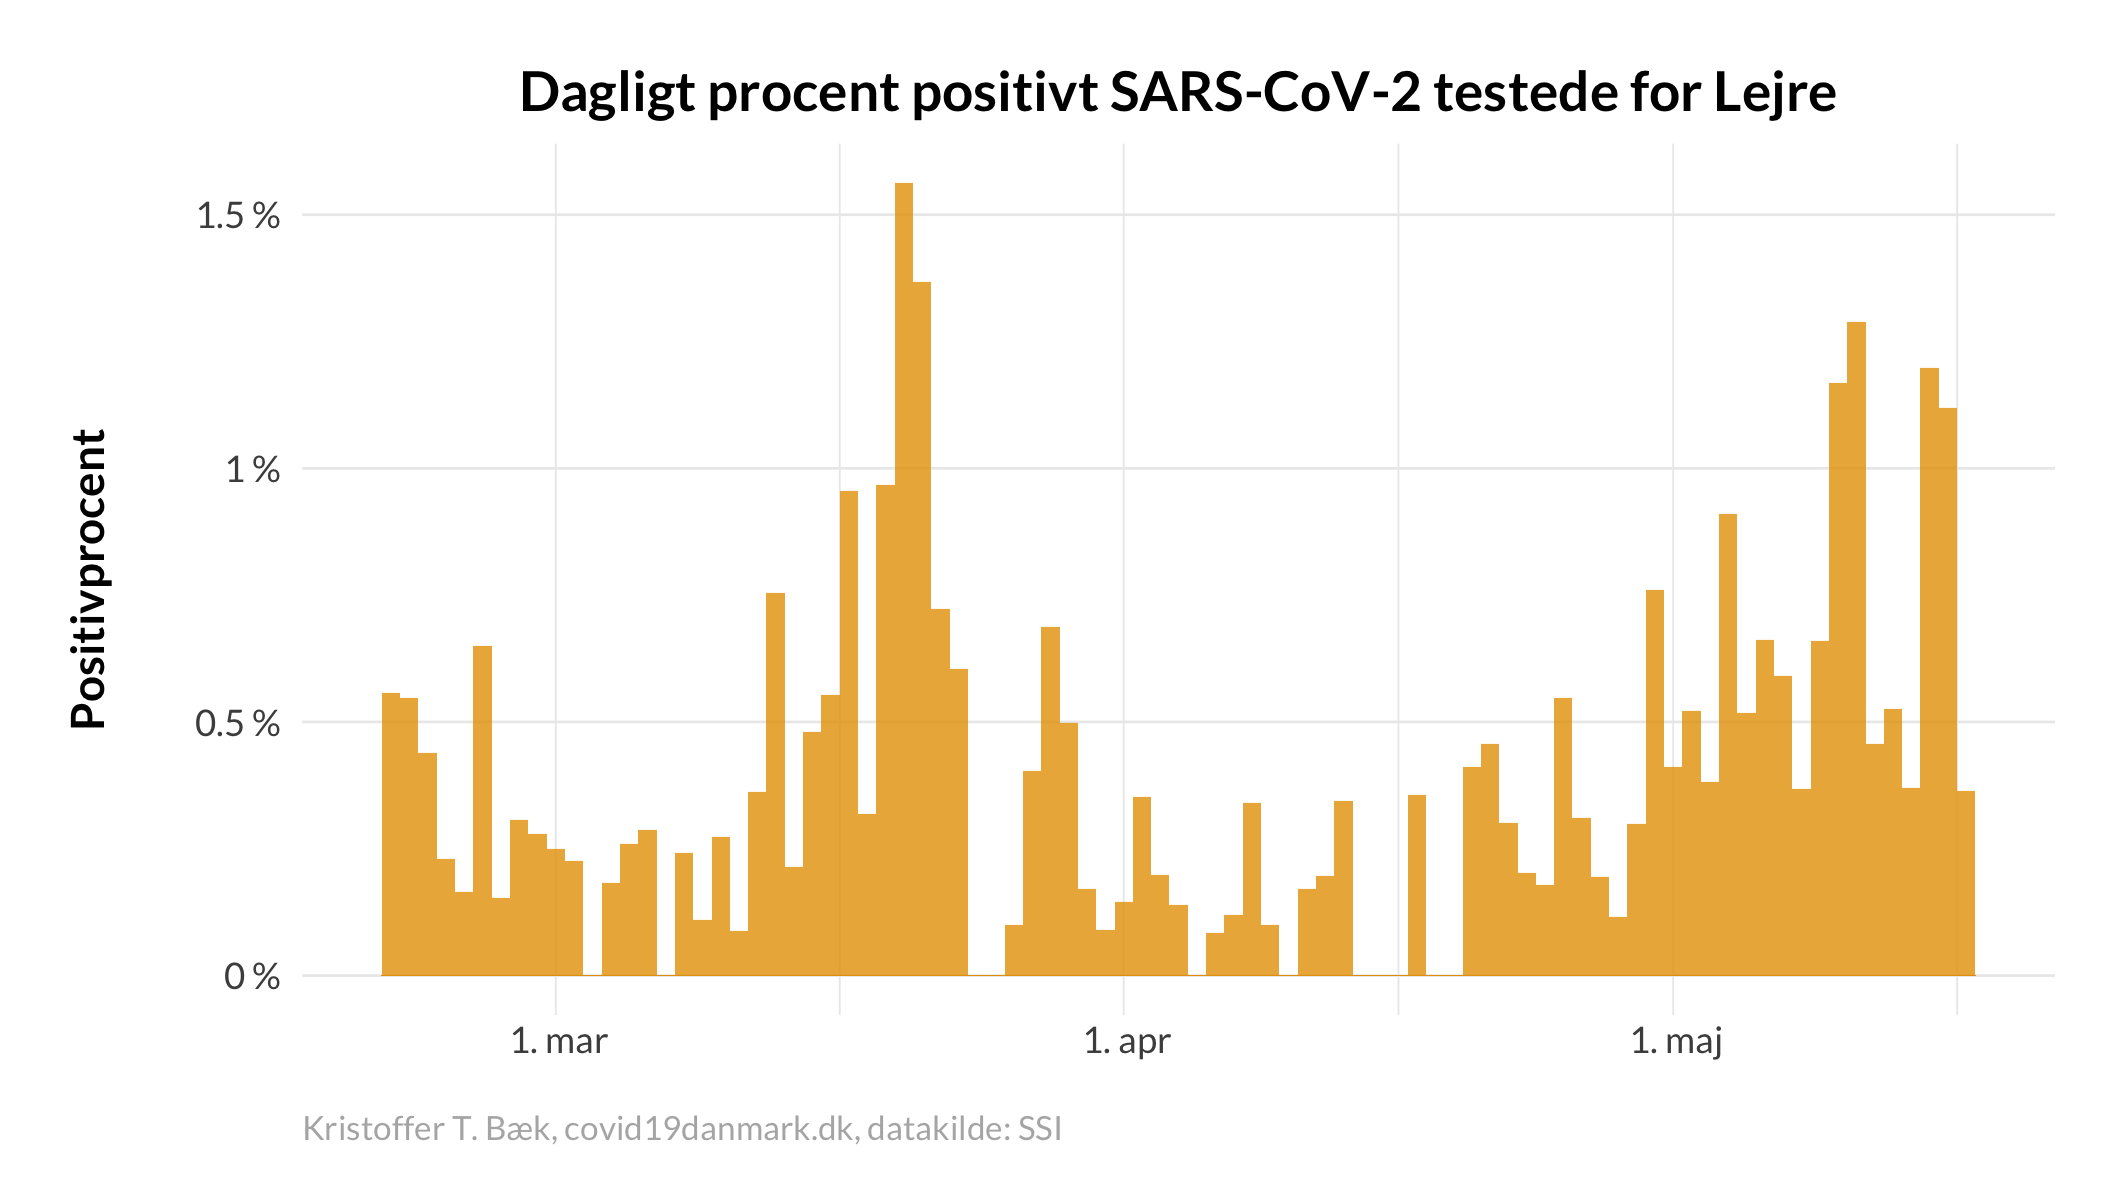 Dagligt procent positivt SARS-CoV-2 testede for Lejre
Positivprocent
1.5 %
1 %
0.5 %
0 %
1. mar
1. apr
1. maj
Kristoffer T. Bæk, covid19danmark.dk, datakilde: SSI